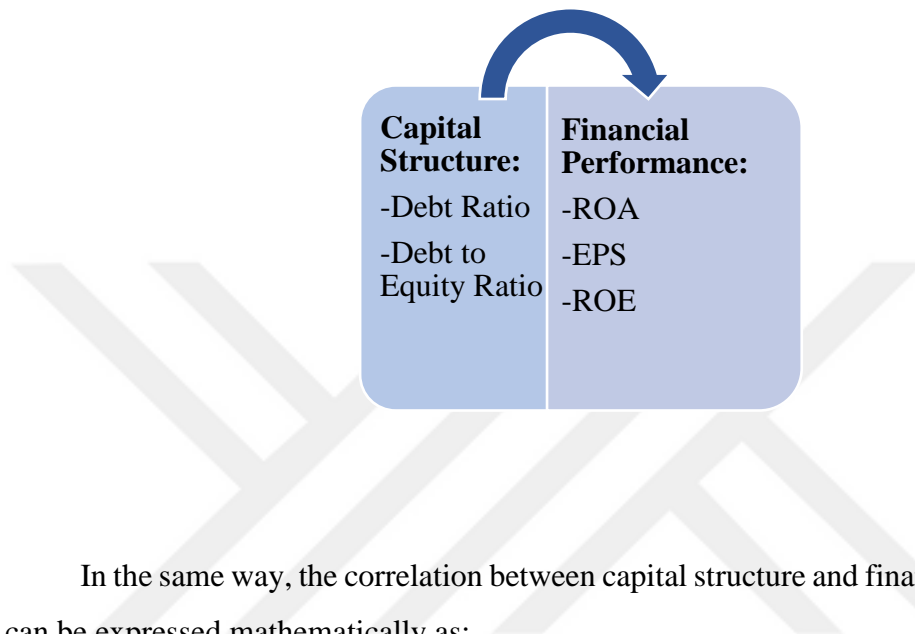 Capital
Structure:
-Debt Ratio
-Debt to
Equity Ratio
Financial
Performance:
-ROA
-EPS
-ROE
In the same way, the correlation between capital structure and fina
can be expressed mathematically as: